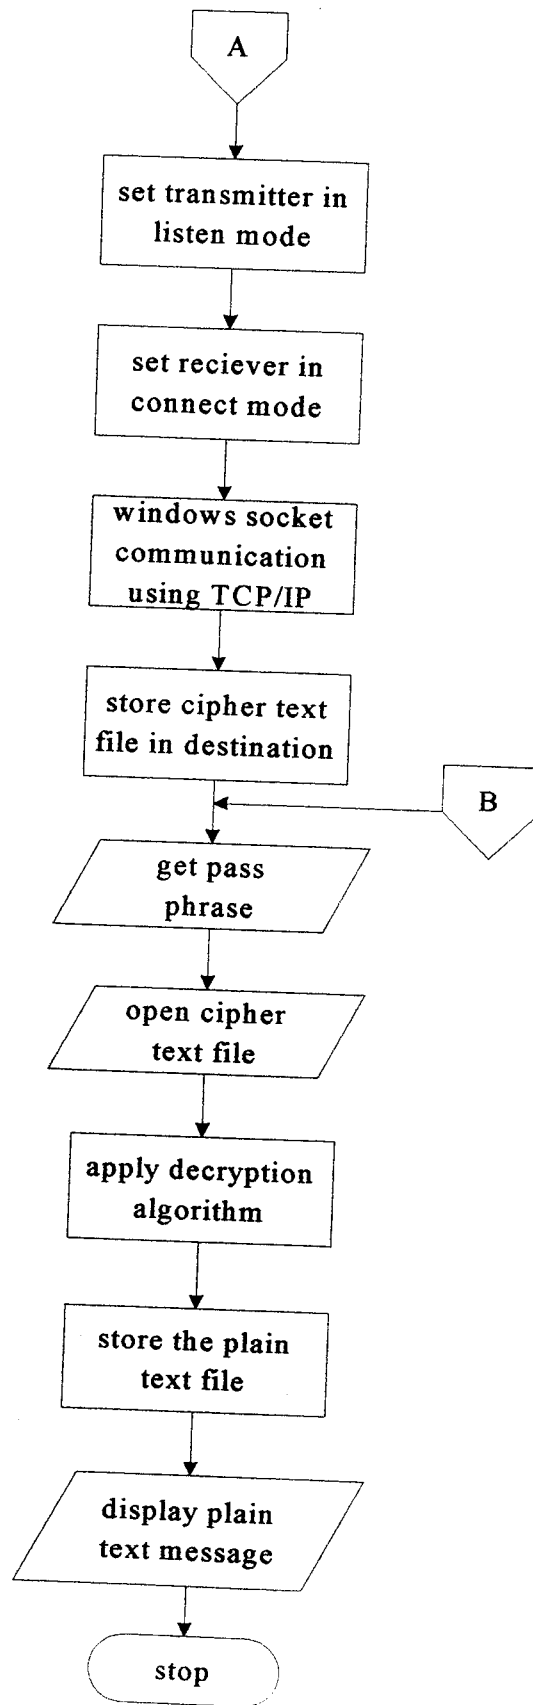 A
set transmitter in
listen mode
set reciever in
connect mode
windows socket
communication
using TCP/IP
store cipher text
file in destination
B
get pass
phrase
open cipher
text file
apply decryption
algorithm
store the plain
text file
display plain
text message
stop